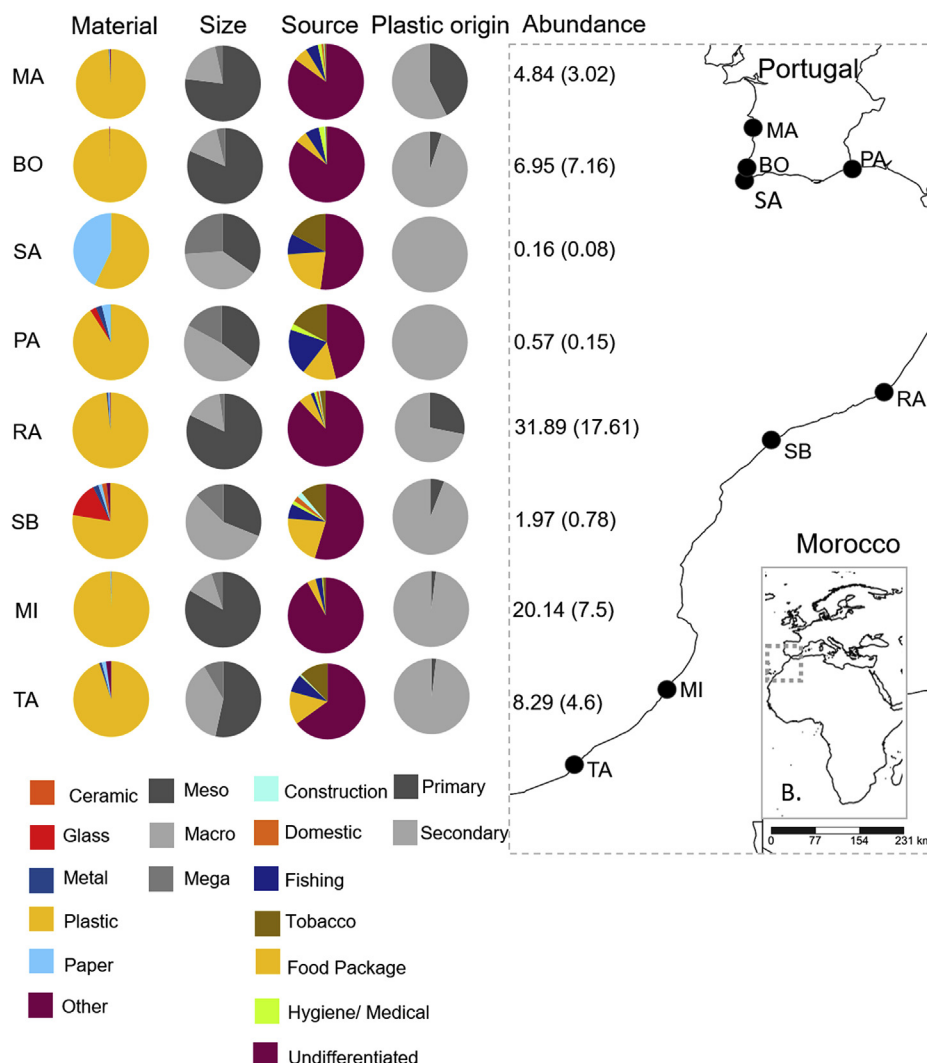 Material Size Source Plastic origin Abundance
MA 4.84 (3.02)
BO 6.95 (7.16)
SA 0.16 (0.08)
PA 0.57 (0.15)
RA 31.89 (17.61)
SB 1.97 (0.78)
MI 20.14 (7.5)
TA 8.29 (4.6)
Portugal
MA
BO
PA
SA
RA
SB
Morocco
MI
TA
B.
0 77 154 231 km
Ceramic
Glass
Metal
Plastic
Paper
Other
Meso
Macro
Mega
Construction
Domestic
Fishing
Tobacco
Food Package
Hygiene/ Medical
Undifferentiated
Primary
Secondary